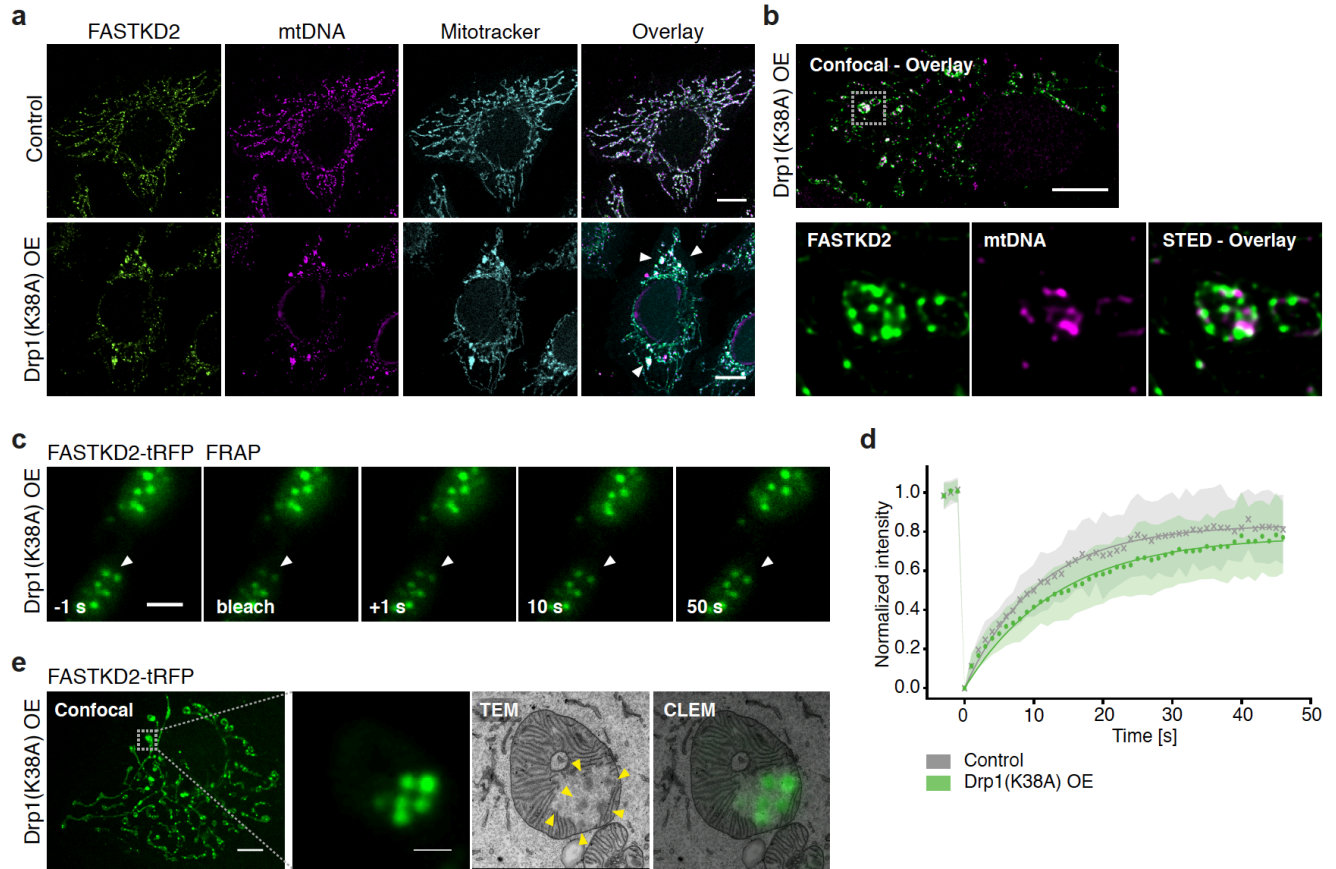 a
FASTKD2 mtDNA Mitotracker Overlay
Control
Drp1(K38A) OE
b
Drp1(K38A) OE
Confocal - Overlay
FASTKD2 mtDNA STED - Overlay
c
FASTKD2-tRFP FRAP
Drp1(K38A) OE
-1 s bleach +1s 10 s 50 s
d
Normalized intensity
1.0
0.8
0.6
0.4
0.2
0.0
0 10 20 30 40 50
Time [s]
Control
Drp1(K38A) OE
e
FASTKD2-tRFP
Drp1(K38A) OE
Confocal TEM CLEM